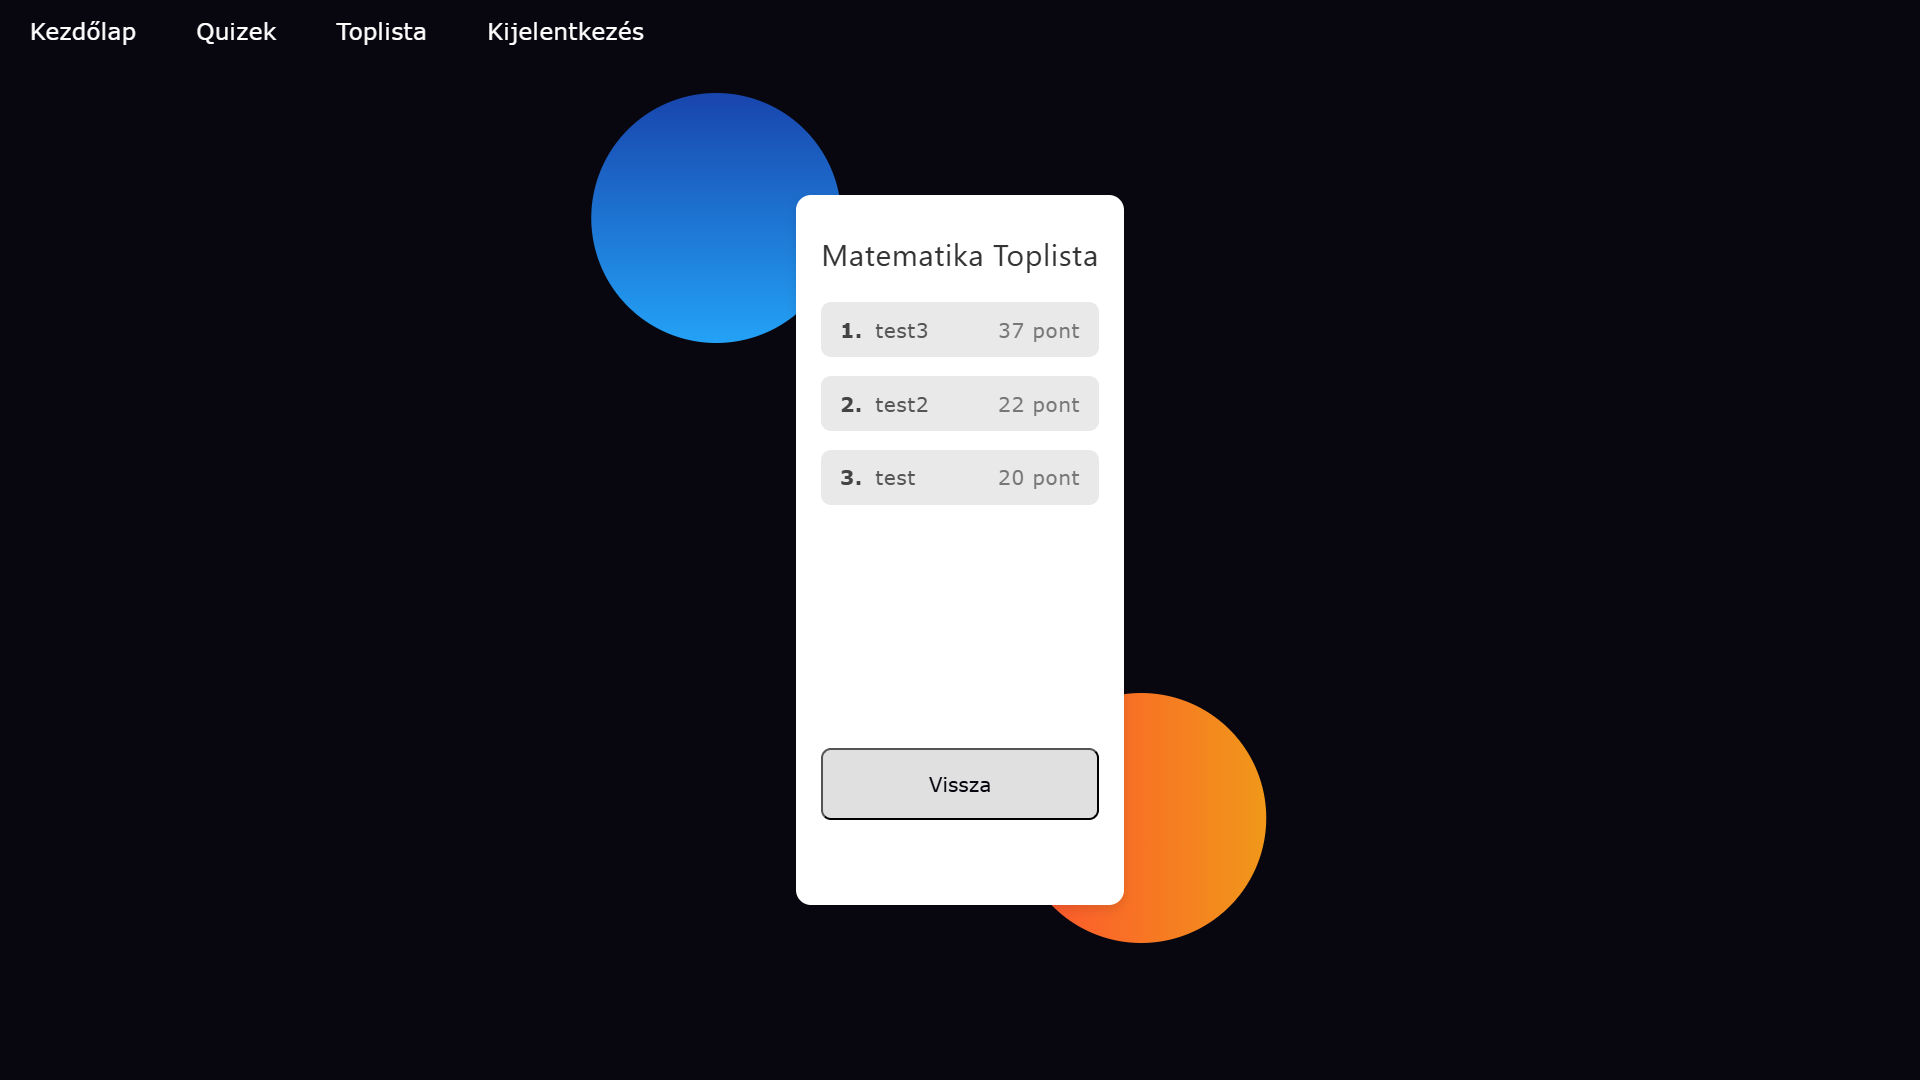 Kezdőlap Quizek Toplista Kijelentkezés
Matematika Toplista
1. test3 37 pont
2. test2 22 pont
3. test 20 pont
Vissza